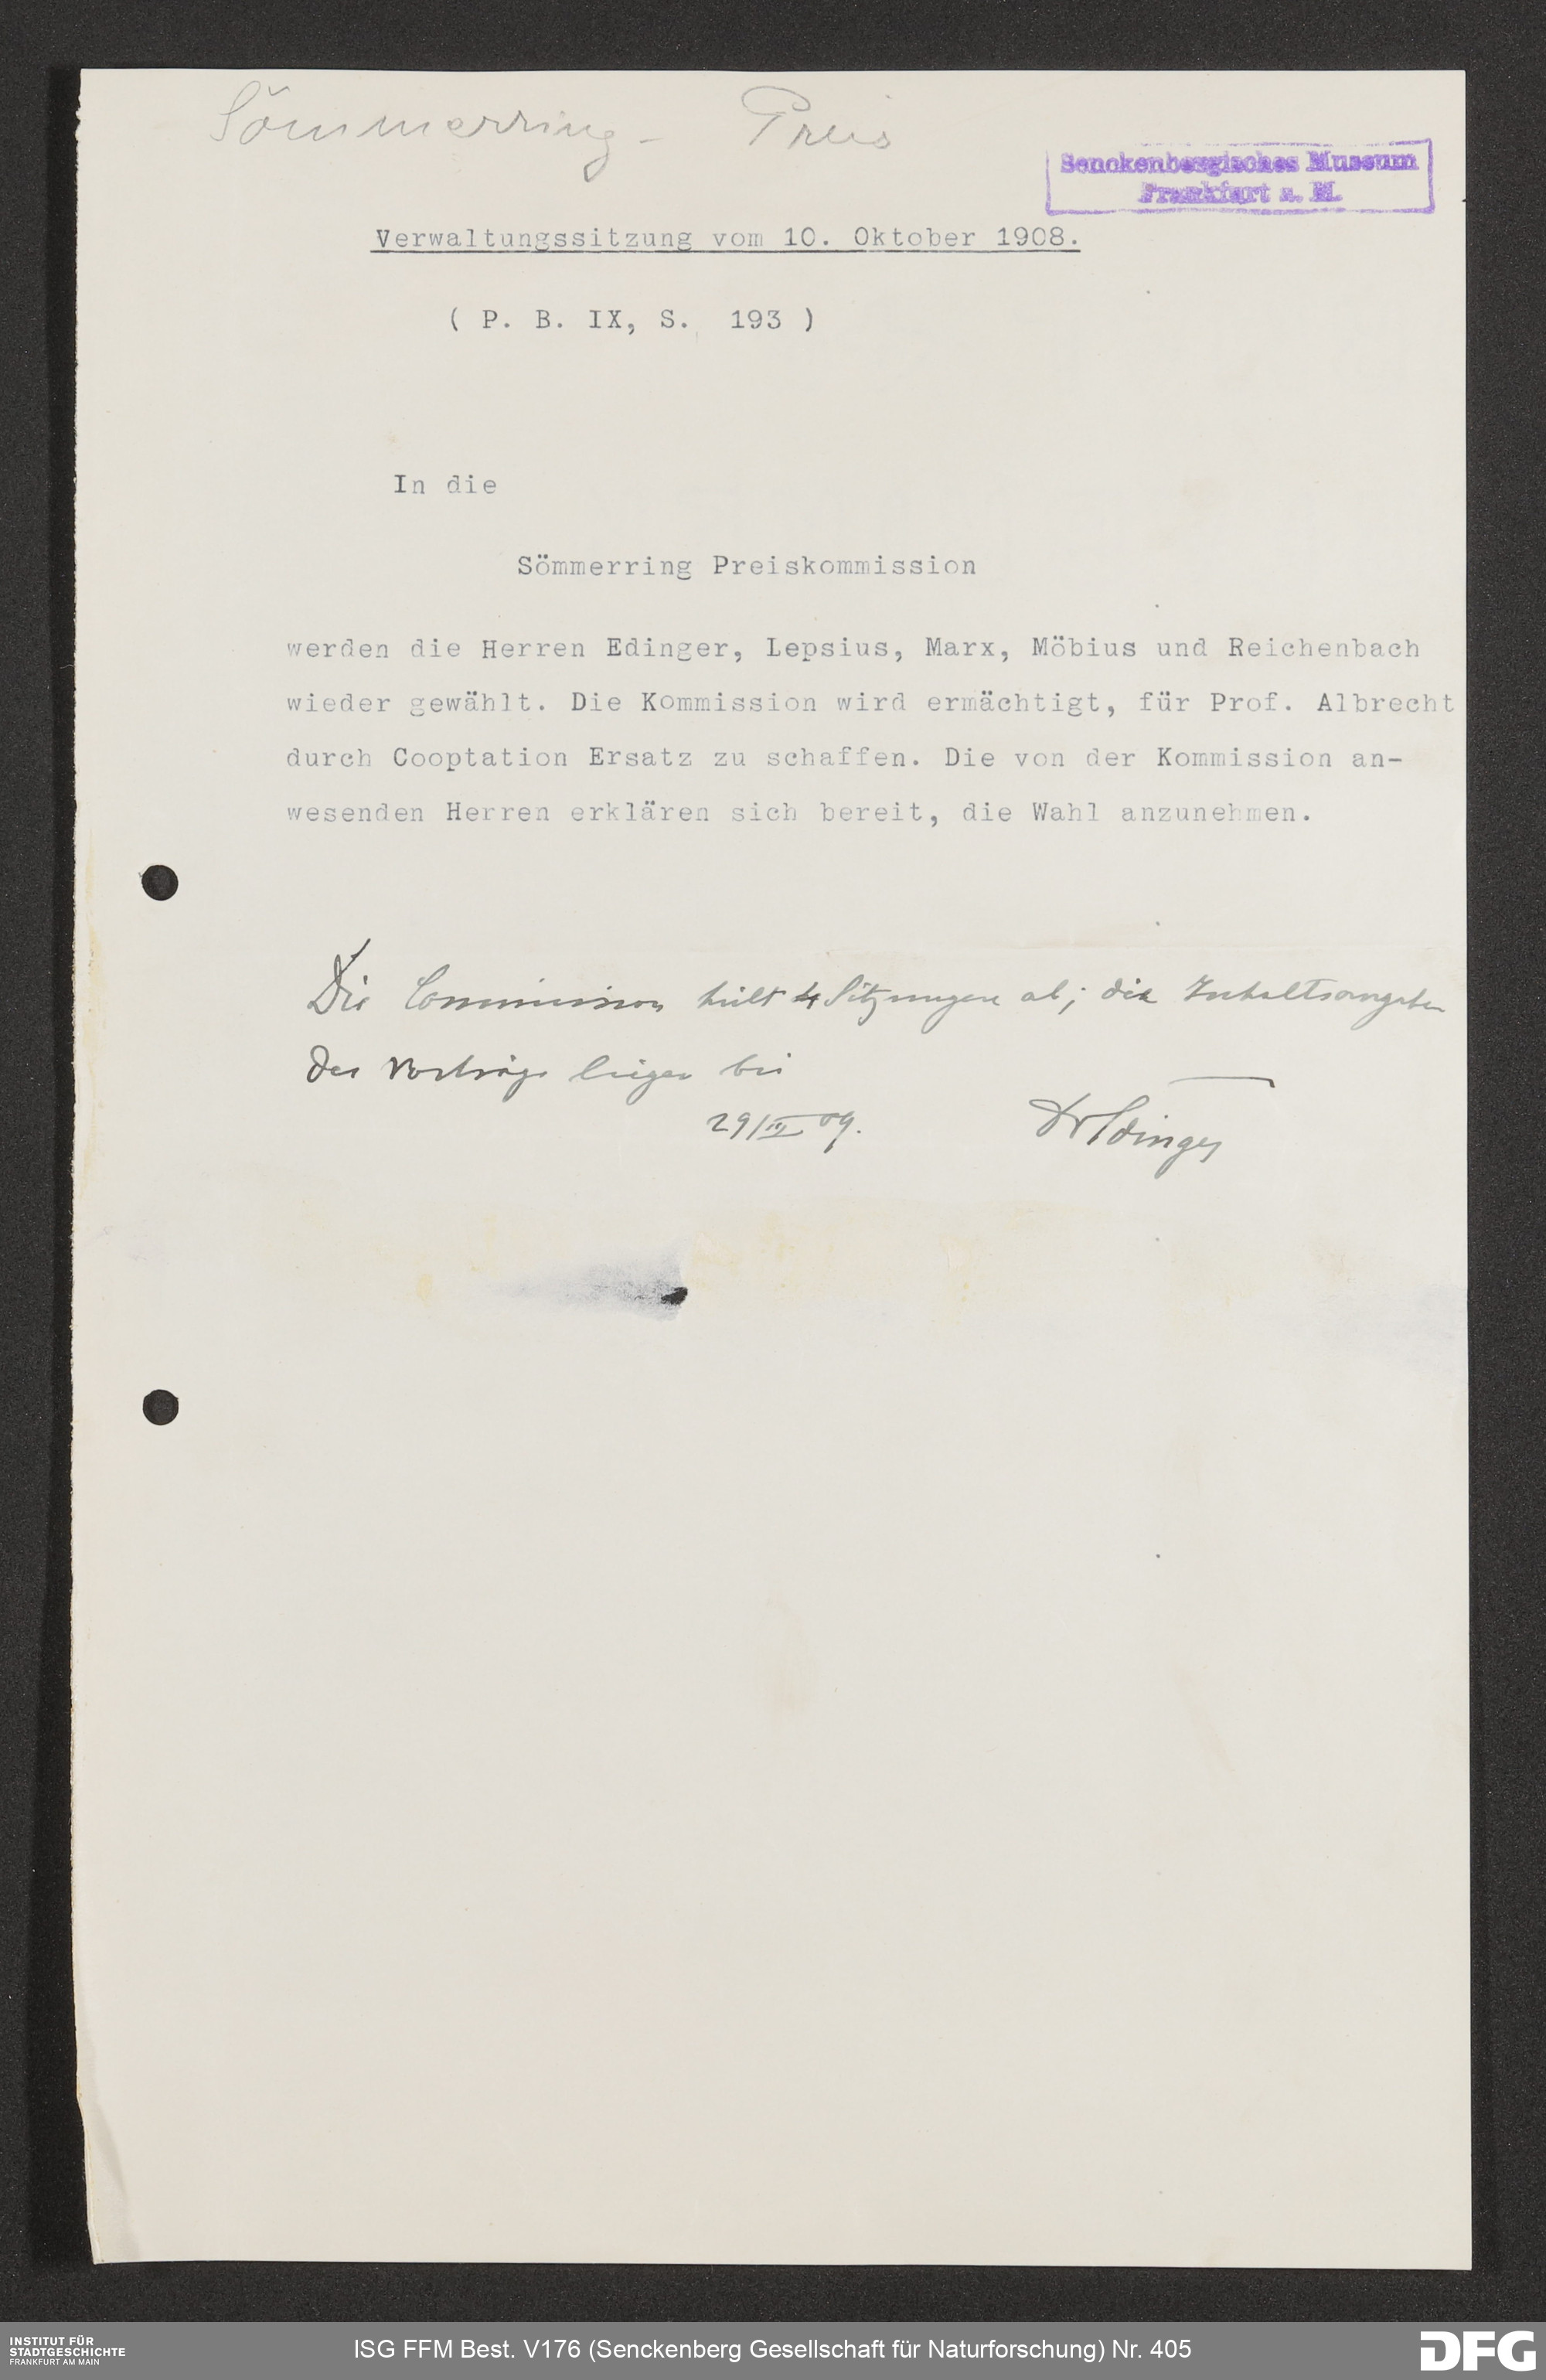 Sömmerring - Preis
Senckenbergisches Museum
Frankfurt a. M.
Verwaltungssitzung vom 10. Oktober 1908.
( P. B. IX, S. 193 )
In die
Sömmerring Preiskommission
werden die Herren Edinger, Lepsius, Marx, Möbius und Reichenbach
wieder gewählt. Die Kommission wird ermächtigt, für Prof. Albrecht
durch Cooptation Ersatz zu schaffen. Die von der Kommission an-
wesenden Herren erklären sich bereit, die Wahl anzunehmen.
Die Commission hielt 4 Sitzungen ab; die Inhaltsangaben
der Vorträge liegen bei
29/ 09. Dr Edinger
INSTITUT FÜR
STADTGESCHICHTE
FRANKFURT AM MAIN
ISG FFM Best. V176 (Senckenberg Gesellschaft für Naturforschung) Nr. 405
DFG